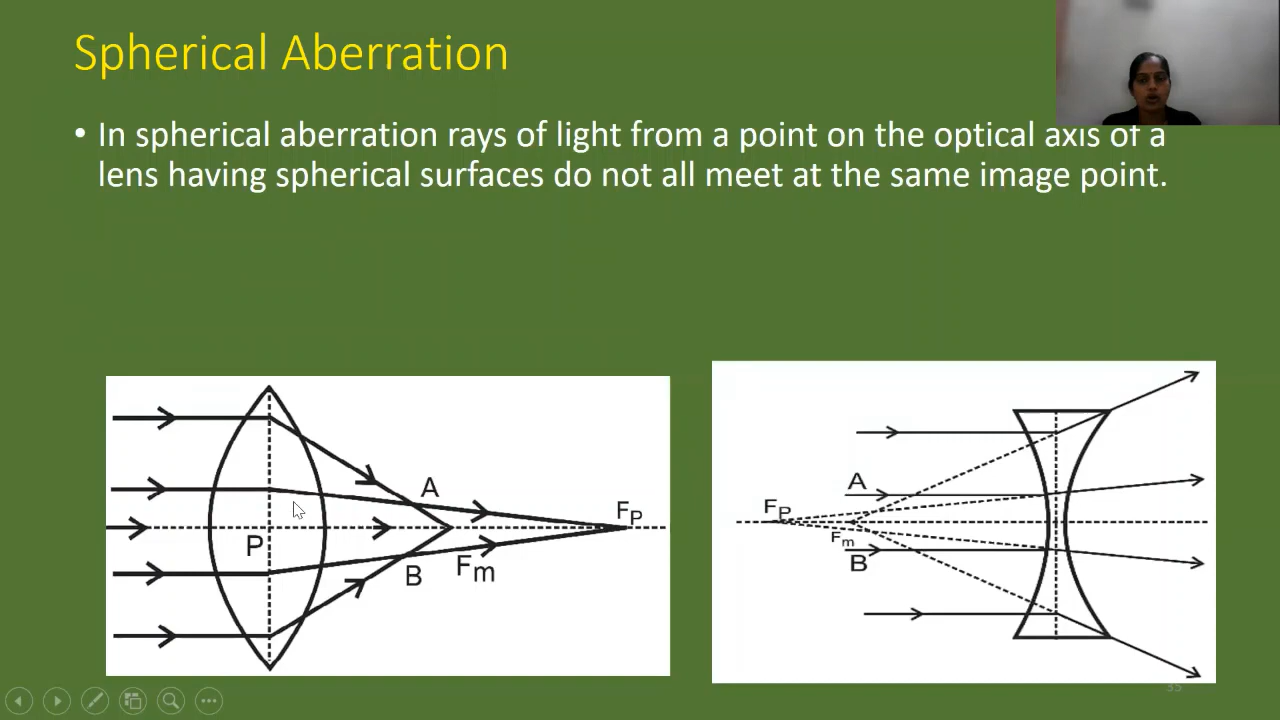 Spherical Aberration
• In spherical aberration rays of light from a point on the optical axis of a
lens having spherical surfaces do not all meet at the same image point.
A
FP
P
B
Fm
A
FP
Fm
B
35